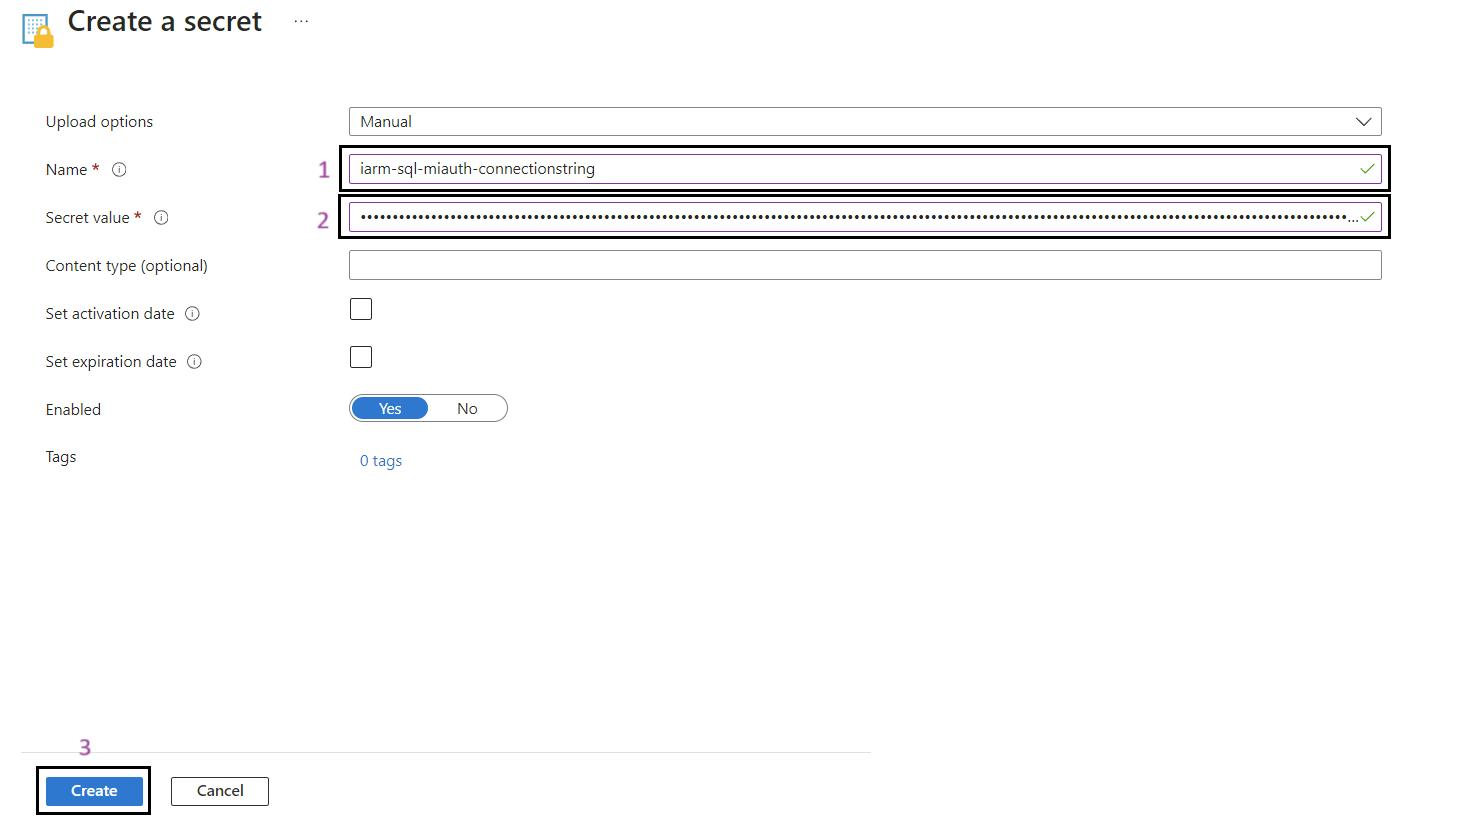 Create a secret ...
Upload options Manual
Name * 1 iarm-sql-miauth-connectionstring
Secret value * 2 ••••••••••••••••••••••••••••••••••••••••••••••••••••••••••••••••••••••••••••••••••••••••••••••••••••••••••••••••••••••••••••••••••••••••••••••••••••••••••••...
Content type (optional)
Set activation date
Set expiration date
Enabled Yes No
Tags 0 tags
3
Create Cancel